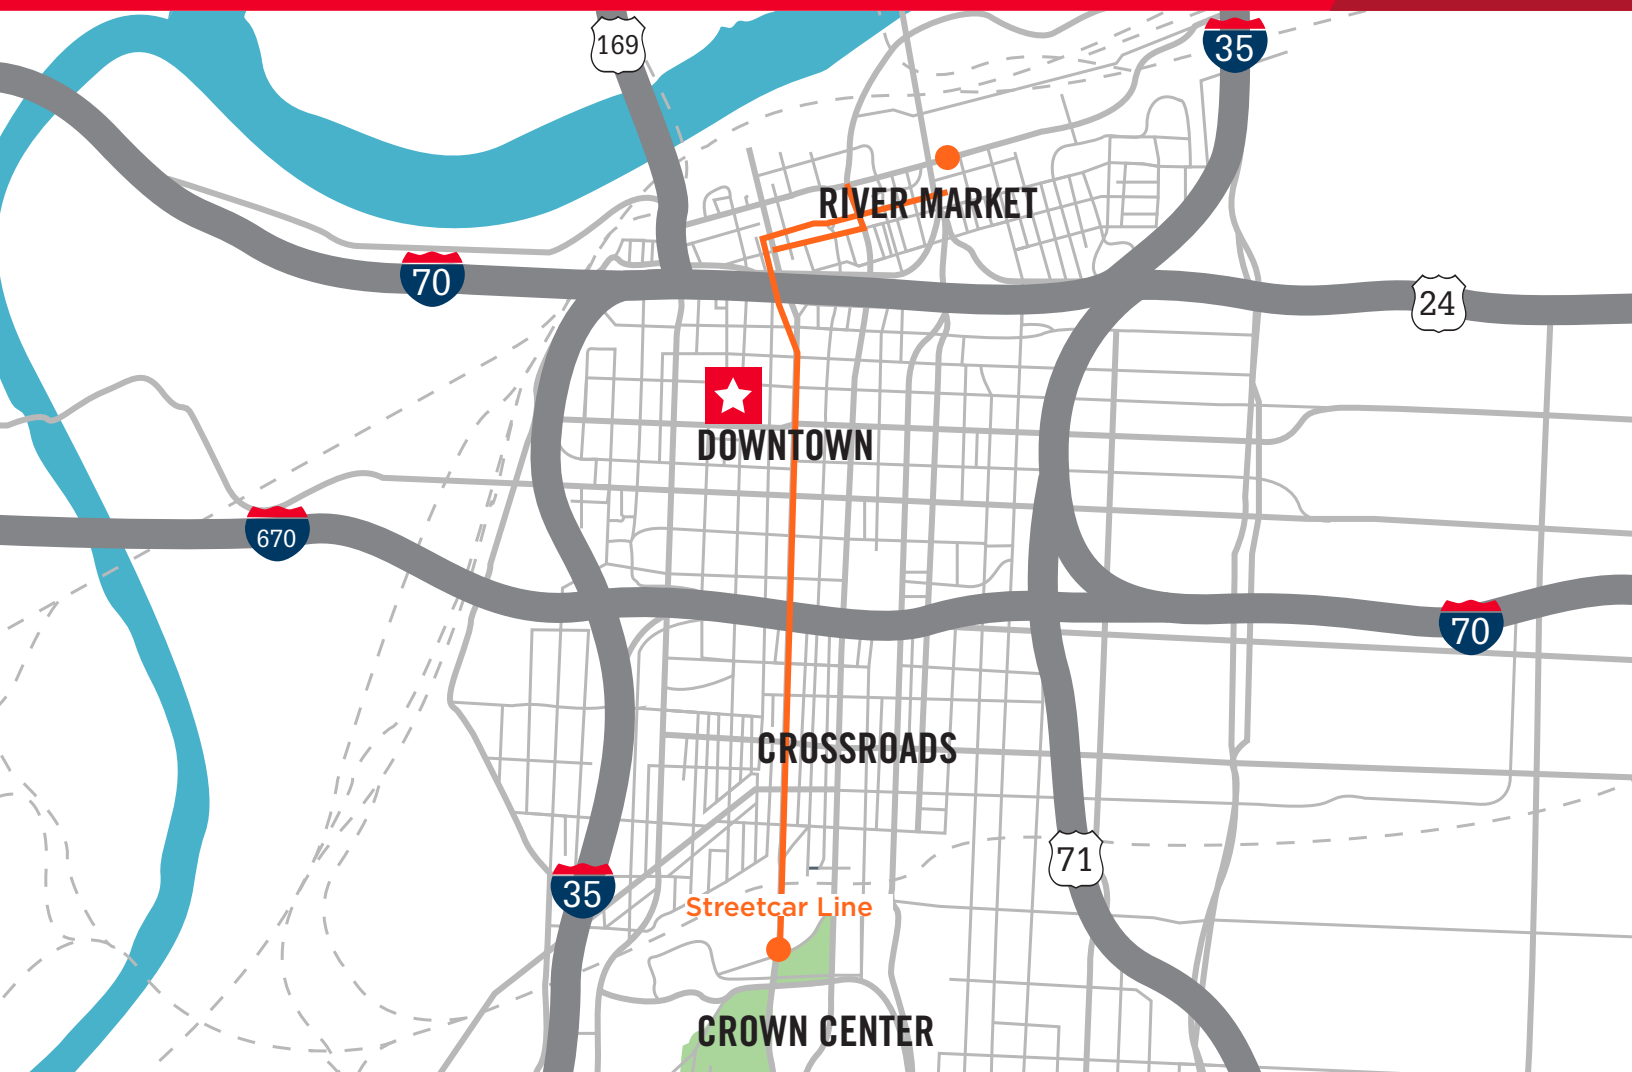 169
35
RIVER MARKET
70
24
DOWNTOWN
670
70
CROSSROADS
71
35
Streetcar Line
CROWN CENTER